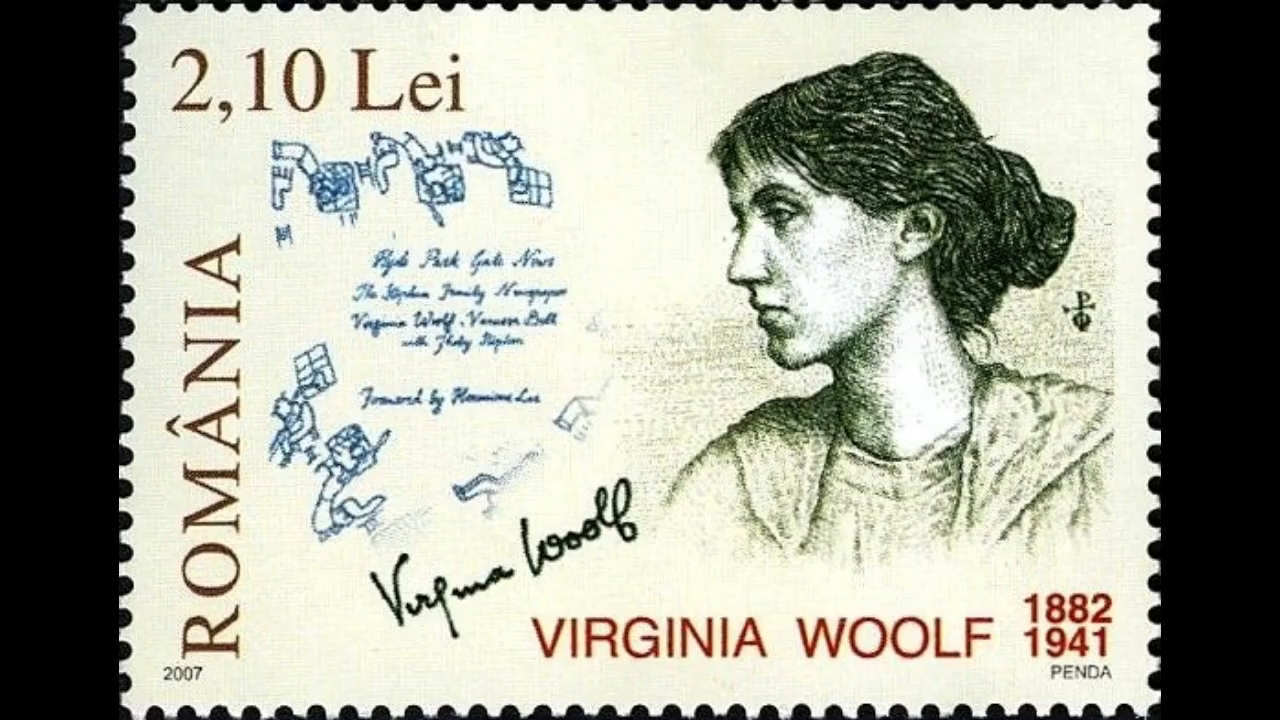 2,10 Lei
ROMÂNIA
Hyde Park Gate News
The Stephen Family Newspaper
Virginia Woolf, Vanessa Bell
with Thoby Stephen
Foreword by Hermione Lee
Virginia Woolf
VIRGINIA WOOLF
1882
1941
2007
PENDA